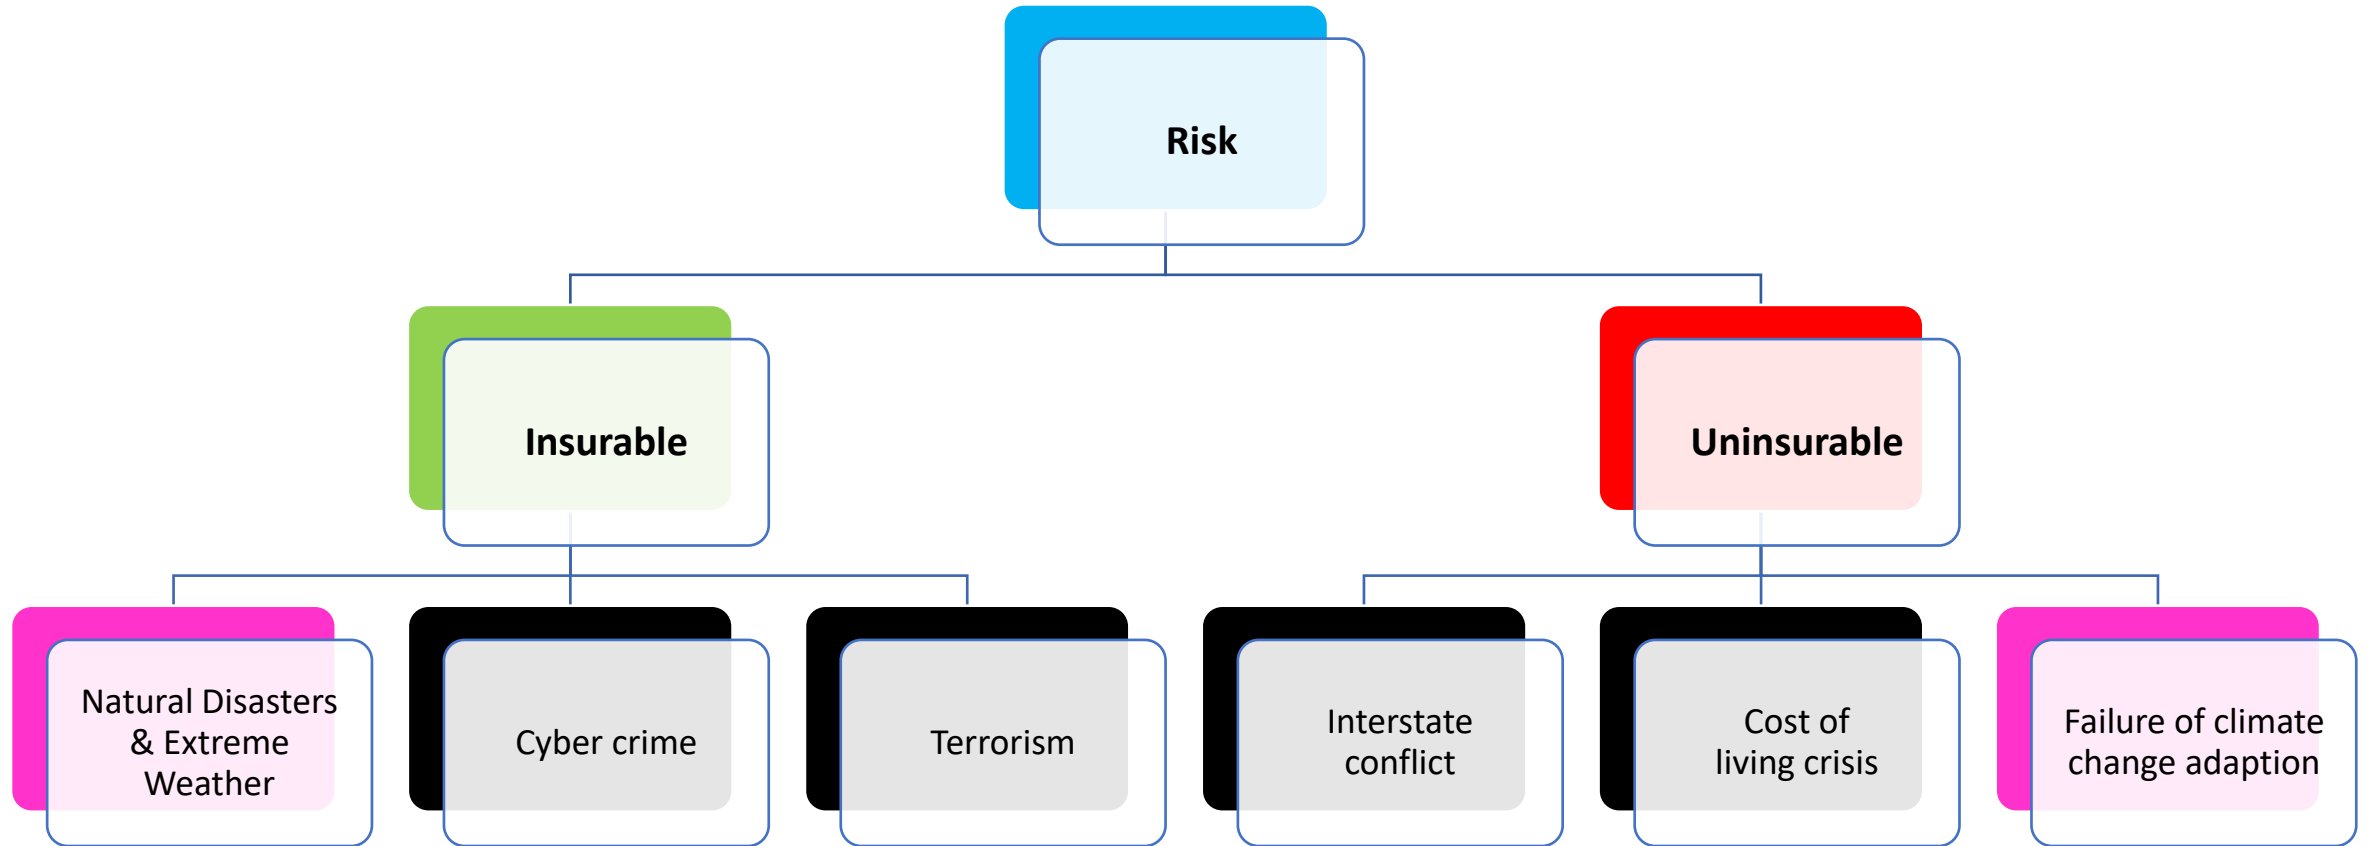 Risk
Insurable
Uninsurable
Natural Disasters
& Extreme
Weather
Cyber crime
Terrorism
Interstate
conflict
Cost of
living crisis
Failure of climate
change adaption